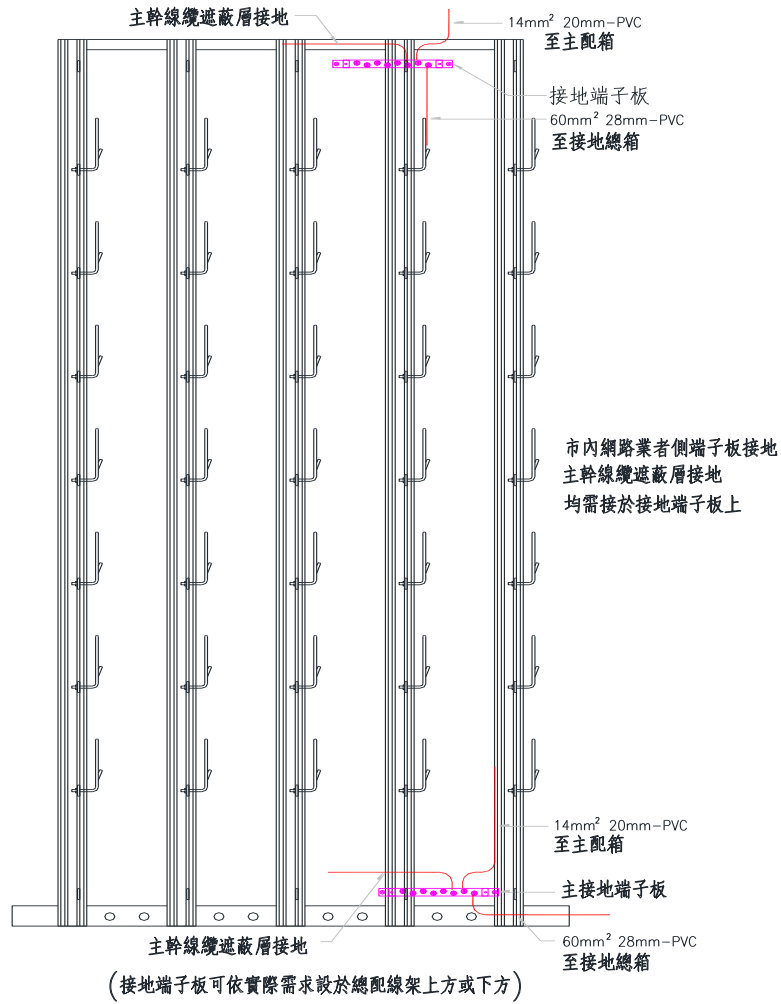 主幹線纜遮蔽層接地
14mm² 20mm-PVC
至主配箱
接地端子板
60mm² 28mm-PVC
至接地總箱
市內網路業者側端子板接地
主幹線纜遮蔽層接地
均需接於接地端子板上
14mm² 20mm-PVC
至主配箱
主接地端子板
主幹線纜遮蔽層接地
60mm² 28mm-PVC
至接地總箱
(接地端子板可依實際需求設於總配線架上方或下方)